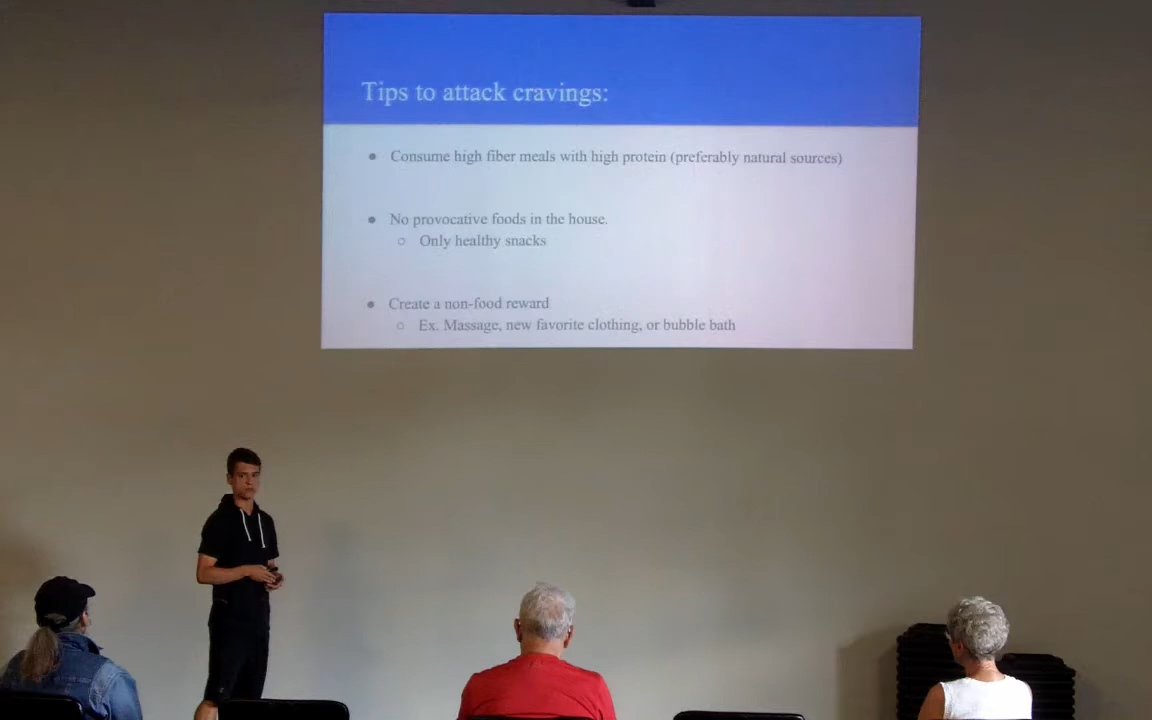 Tips to attack cravings:
● Consume high fiber meals with high protein (preferably natural sources)
● No provocative foods in the house.
○ Only healthy snacks
● Create a non-food reward
○ Ex. Massage, new favorite clothing, or bubble bath